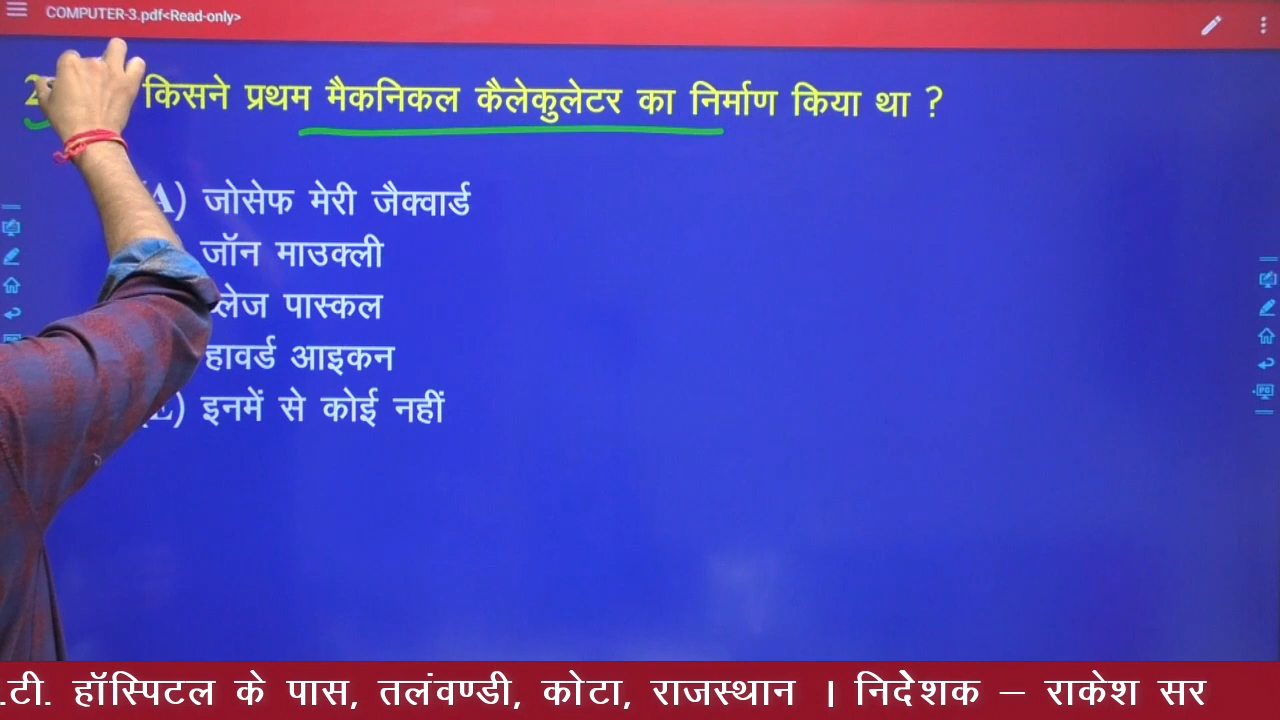 COMPUTER-3.pdf<Read-only>
किसने प्रथम मैकनिकल कैलेकुलेटर का निर्माण किया था ?
(A) जोसेफ मेरी जैक्वार्ड
जॉन माउक्ली
ब्लेज पास्कल
हावर्ड आइकन
(E) इनमें से कोई नहीं
.टी. हॉस्पिटल के पास, तलंवण्डी, कोटा, राजस्थान । निदेशक – राकेश सर